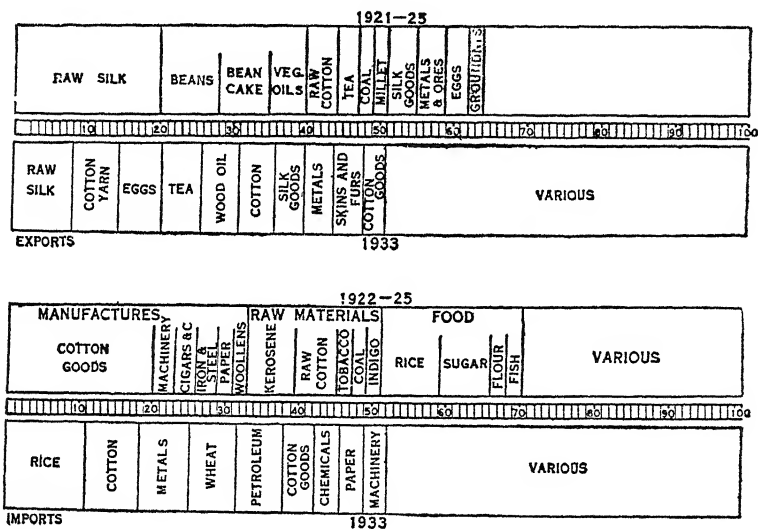 1921-25
RAW SILK
BEANS
BEAN
CAKE
VEG.
OILS
RAW
COTTON
TEA
COAL
MILLET
SILK
GOODS
METALS
& ORES
EGGS
GROUNDNTS
10 20 30 40 50 60 70 80 90 100
RAW
SILK
COTTON
YARN
EGGS
TEA
WOOD OIL
COTTON
SILK
GOODS
METALS
SKINS AND
FURS
COTTON
GOODS
VARIOUS
EXPORTS
1933
1922-25
MANUFACTURES
RAW MATERIALS
FOOD
COTTON
GOODS
MACHINERY
CIGARS &C
IRON &
STEEL
PAPER
WOOLLENS
KEROSENE
RAW
COTTON
TOBACCO
COAL
INDIGO
RICE
SUGAR
FLOUR
FISH
VARIOUS
10 20 30 40 50 60 70 80 90 100
RICE
COTTON
METALS
WHEAT
PETROLEUM
COTTON
GOODS
CHEMICALS
PAPER
MACHINERY
VARIOUS
IMPORTS
1933